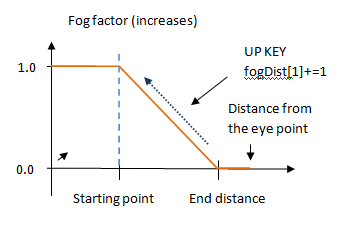 Fog factor (increases)
UP KEY
fogDist[1]+=1
1.0
Distance from
the eye point
0.0
Starting point
End distance